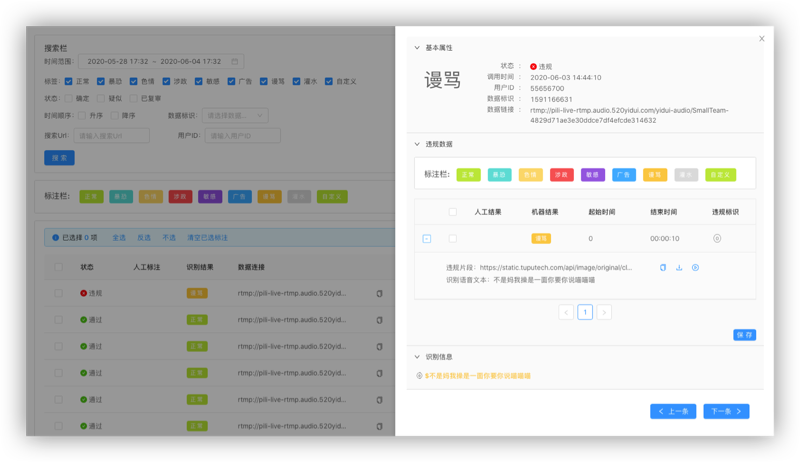 搜索栏
时间范围: 2020-05-28 17:32 ~ 2020-06-04 17:32
标签: 正常 暴恐 色情 涉政 敏感 广告 谩骂 灌水 自定义
状态: 确定 疑似 已复审
时间顺序: 升序 降序 数据标识: 请选择数据...
搜索Url: 请输入搜索Url 用户ID: 请输入用户ID
搜 索
标注栏: 正常 暴恐 色情 涉政 敏感 广告 谩骂 灌水 自定义
已选择 0 项 全选 反选 不选 清空已选标注
状态 人工标注 识别结果 数据连接
违规 谩骂 rtmp://pili-live-rtmp.audio.520yid...
通过 正常 rtmp://pili-live-rtmp.audio.520yid...
通过 正常 rtmp://pili-live-rtmp.audio.520yid...
通过 正常 rtmp://pili-live-rtmp.audio.520yid...
通过 正常 rtmp://pili-live-rtmp.audio.520yid...
通过 正常 rtmp://pili-live-rtmp.audio.520yid...
基本属性
谩骂
状态 : 违规
调用时间 : 2020-06-03 14:44:10
用户ID : 55656700
数据标识 : 1591166631
数据链接 : rtmp://pili-live-rtmp.audio.520yidui.com/yidui-audio/SmallTeam-
4829d71ae3e30ddce7df4efcde314632
违规数据
标注栏: 正常 暴恐 色情 涉政 敏感 广告 谩骂 灌水 自定义
人工结果 机器结果 起始时间 结束时间 违规标识
谩骂 0 00:00:10
违规片段: https://static.tuputech.com/api/image/original/cl...
识别语音文本: 不是妈我操是一面你要你说喵喵喵
1
保 存
识别信息
5不是妈我操是一面你要你说喵喵喵
上一条 下一条